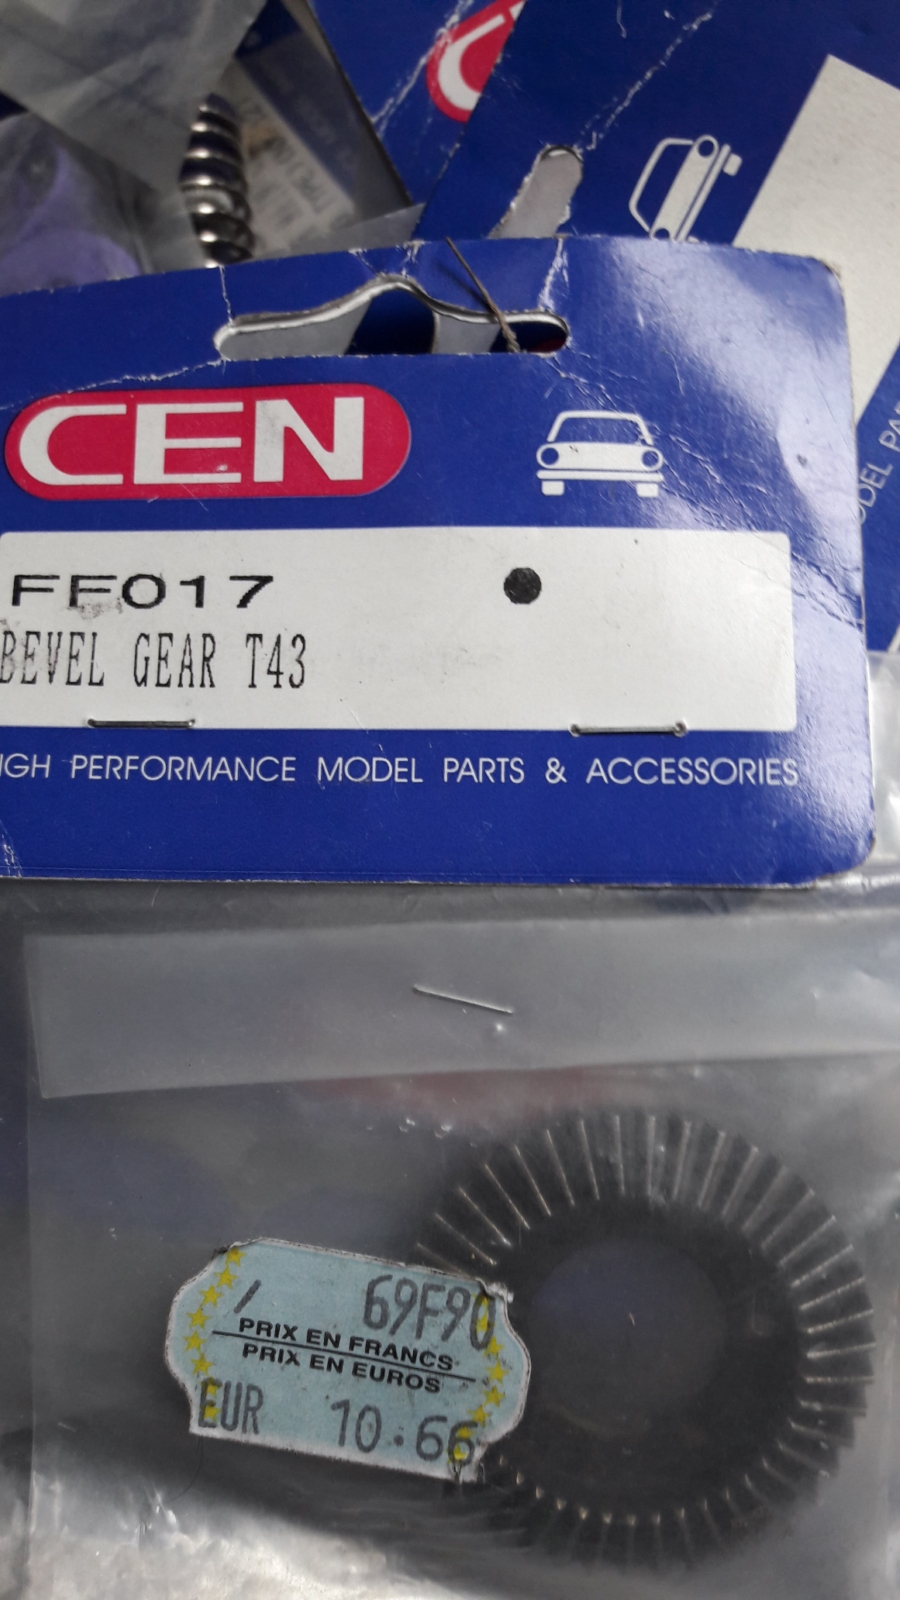 CEN
FF017
BEVEL GEAR T43
IGH PERFORMANCE MODEL PARTS & ACCESSORIES
69F90
PRIX EN FRANCS
PRIX EN EUROS
EUR 10.66